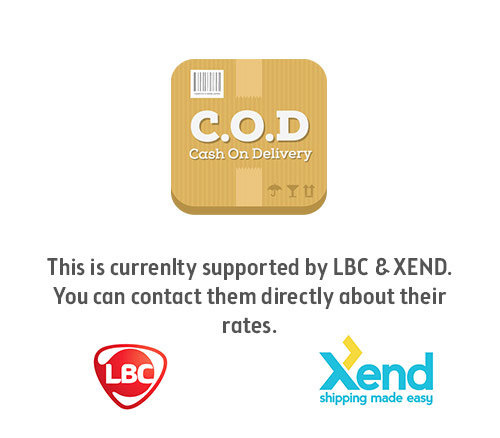 C.O.D
Cash On Delivery
This is currenlty supported by LBC & XEND.
You can contact them directly about their
rates.
LBC
Xend
shipping made easy